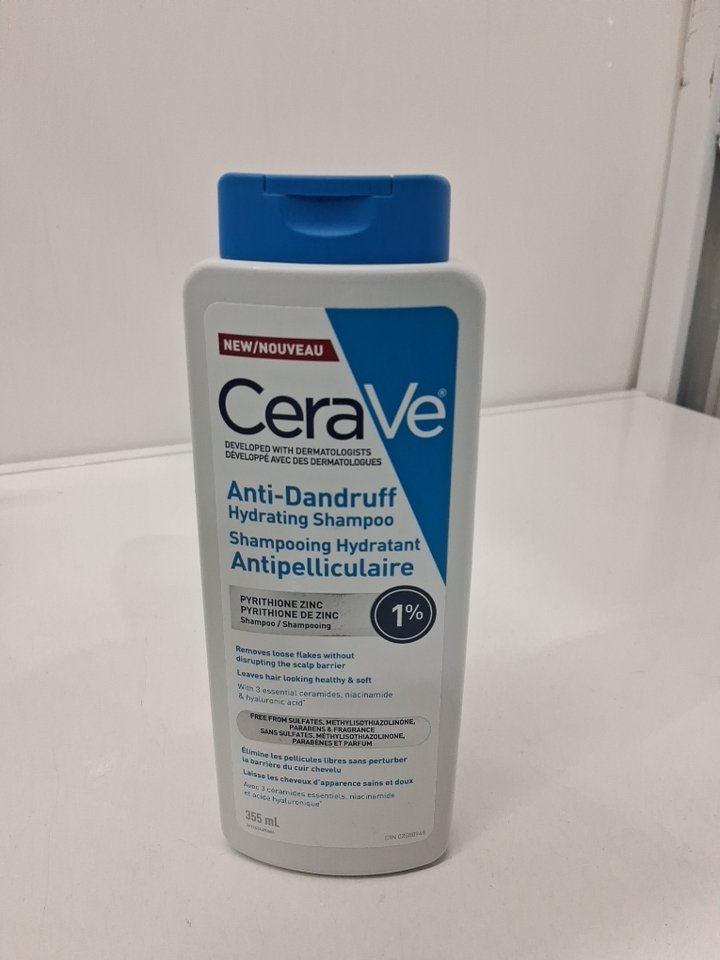 NEW/NOUVEAU
CeraVe®
DEVELOPED WITH DERMATOLOGISTS
DÉVELOPPÉ AVEC DES DERMATOLOGUES
Anti-Dandruff
Hydrating Shampoo
Shampooing Hydratant
Antipelliculaire
PYRITHIONE ZINC
PYRITHIONE DE ZINC
Shampoo / Shampooing
1%
Removes loose flakes without
disrupting the scalp barrier
Leaves hair looking healthy & soft
With 3 essential ceramides, niacinamide
& hyaluronic acid*
FREE FROM SULFATES, METHYLISOTHIAZOLINONE,
PARABENS & FRAGRANCE
SANS SULFATES, MÉTHYLISOTHIAZOLINONE,
PARABÈNES ET PARFUM
Élimine les pellicules libres sans perturber
la barrière du cuir chevelu
Laisse les cheveux d'apparence sains et doux
Avec 3 céramides essentiels, niacinamide
et acide hyaluronique*
355 mL